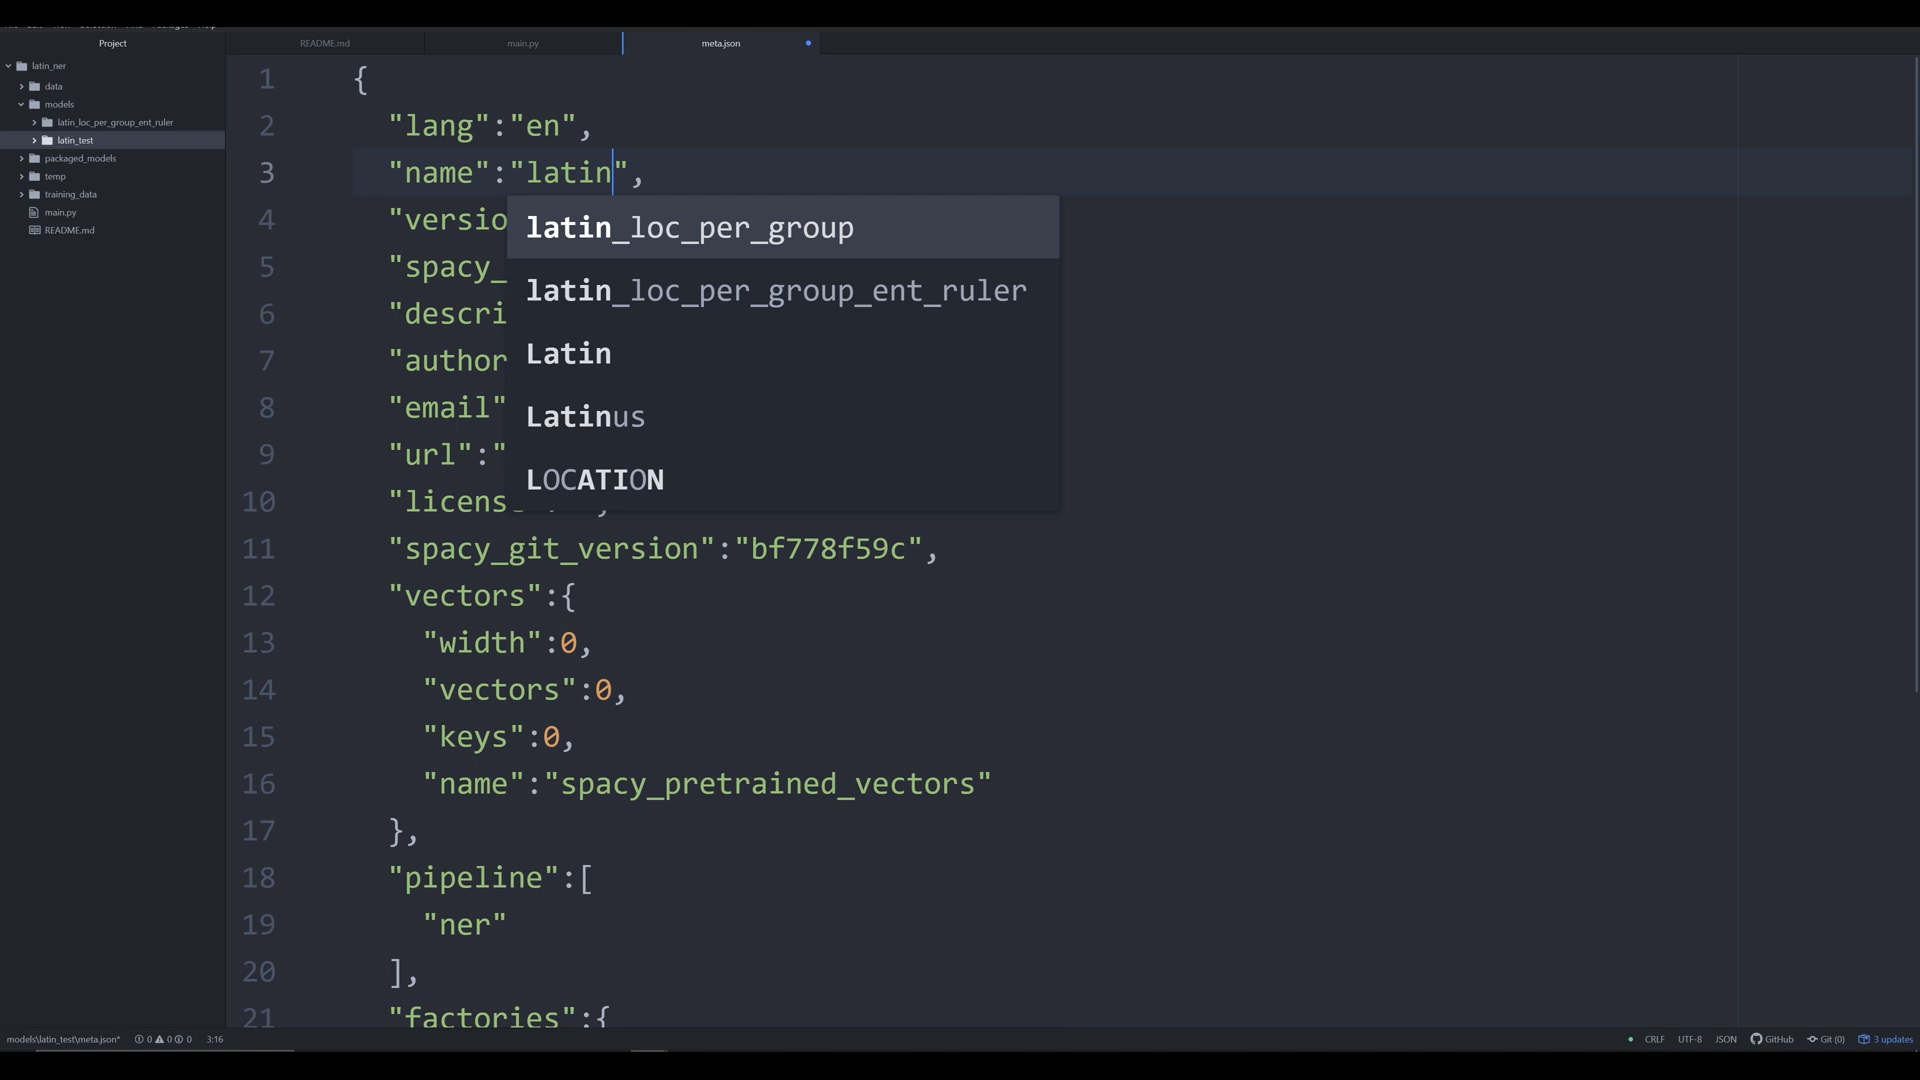 Project
README.md
main.py
meta.json
latin_ner
data
models
latin_loc_per_group_ent_ruler
latin_test
packaged_models
temp
training_data
main.py
README.md
1 {
2 "lang":"en",
3 "name":"latin",
4 "versio
5 "spacy_
6 "descri
7 "author
8 "email"
9 "url":"
10 "licens
11 "spacy_git_version":"bf778f59c",
12 "vectors":{
13 "width":0,
14 "vectors":0,
15 "keys":0,
16 "name":"spacy_pretrained_vectors"
17 },
18 "pipeline":[
19 "ner"
20 ],
21 "factories":{
latin_loc_per_group
latin_loc_per_group_ent_ruler
Latin
Latinus
LOCATION
models\latin_test\meta.json* 0 0 0 3:16
CRLF UTF-8 JSON GitHub Git (0) 3 updates